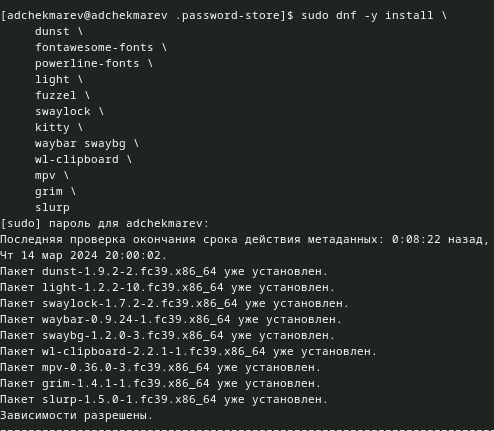 [adchekmarev@adchekmarev .password-store]$ sudo dnf -y install \
dunst \
fontawesome-fonts \
powerline-fonts \
light \
fuzzel \
swaylock \
kitty \
waybar swaybg \
wl-clipboard \
mpv \
grim \
slurp
[sudo] пароль для adchekmarev:
Последняя проверка окончания срока действия метаданных: 0:08:22 назад,
Чт 14 мар 2024 20:00:02.
Пакет dunst-1.9.2-2.fc39.x86_64 уже установлен.
Пакет light-1.2.2-10.fc39.x86_64 уже установлен.
Пакет swaylock-1.7.2-2.fc39.x86_64 уже установлен.
Пакет waybar-0.9.24-1.fc39.x86_64 уже установлен.
Пакет swaybg-1.2.0-3.fc39.x86_64 уже установлен.
Пакет wl-clipboard-2.2.1-1.fc39.x86_64 уже установлен.
Пакет mpv-0.36.0-3.fc39.x86_64 уже установлен.
Пакет grim-1.4.1-1.fc39.x86_64 уже установлен.
Пакет slurp-1.5.0-1.fc39.x86_64 уже установлен.
Зависимости разрешены.